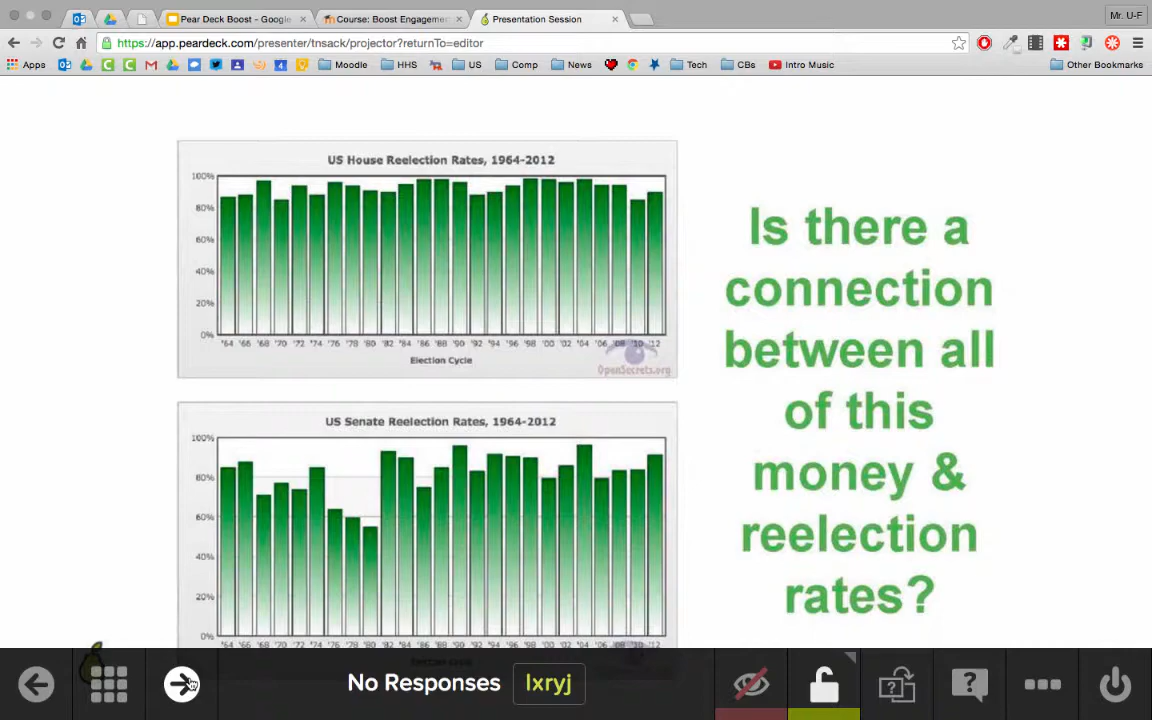 Mr. U-F
Pear Deck Boost - Google
Course: Boost Engagemen
Presentation Session
https://app.peardeck.com/presenter/tnsack/projector?returnTo=editor
Apps
Moodle
HHS
US
Comp
News
Tech
CBs
Intro Music
Other Bookmarks
US House Reelection Rates, 1964-2012
100%
80%
60%
40%
20%
0%
'64 '66 '68 '70 '72 '74 '76 '78 '80 '82 '84 '86 '88 '90 '92 '94 '96 '98 '00 '02 '04 '06 '08 '10 '12
Election Cycle
OpenSecrets.org
US Senate Reelection Rates, 1964-2012
100%
80%
60%
40%
20%
0%
'64 '66 '68 '70 '72 '74 '76 '78 '80 '82 '84 '86 '88 '90 '92 '94 '96 '98 '00 '02 '04 '06 '08 '10 '12
Is there a
connection
between all
of this
money &
reelection
rates?
No Responses
lxryj